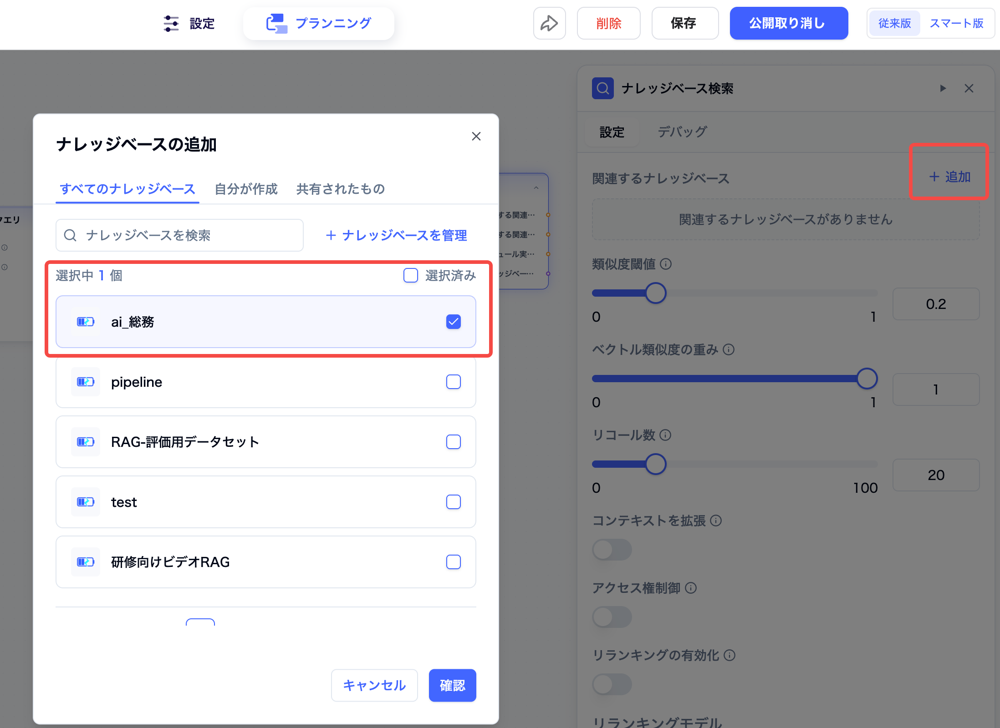 設定
プランニング
削除
保存
公開取り消し
従来版
スマート版
ナレッジベース検索
設定
デバッグ
関連するナレッジベース
+ 追加
関連するナレッジベースがありません
類似度閾値
0.2
0
1
ベクトル類似度の重み
1
0
1
リコール数
20
0
100
コンテキストを拡張
アクセス権制御
リランキングの有効化
リランキングモデル
クエリ
する関連…
する関連…
ュール実…
ッジベー…
ナレッジベースの追加
すべてのナレッジベース
自分が作成
共有されたもの
ナレッジベースを検索
+ ナレッジベースを管理
選択中 1 個
選択済み
ai_総務
pipeline
RAG-評価用データセット
test
研修向けビデオRAG
キャンセル
確認